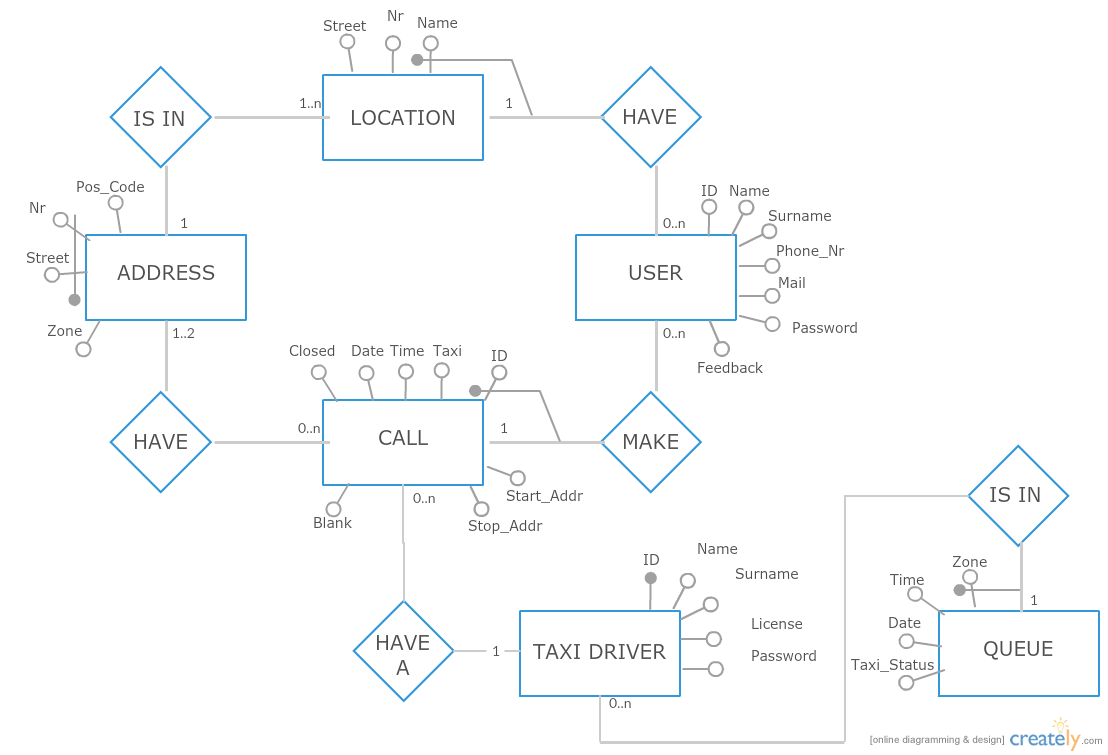 Street
Nr
Name
IS IN
1..n
LOCATION
1
HAVE
Pos_Code
Nr
1
Street
ADDRESS
Zone
1..2
ID
Name
Surname
0..n
Phone_Nr
USER
Mail
Password
0..n
Feedback
Closed
Date
Time
Taxi
ID
HAVE
0..n
CALL
1
MAKE
0..n
Start_Addr
Blank
Stop_Addr
IS IN
ID
Name
Surname
License
Password
HAVE
A
1
TAXI DRIVER
0..n
Zone
Time
1
Date
QUEUE
Taxi_Status
[online diagramming & design]
creately.com